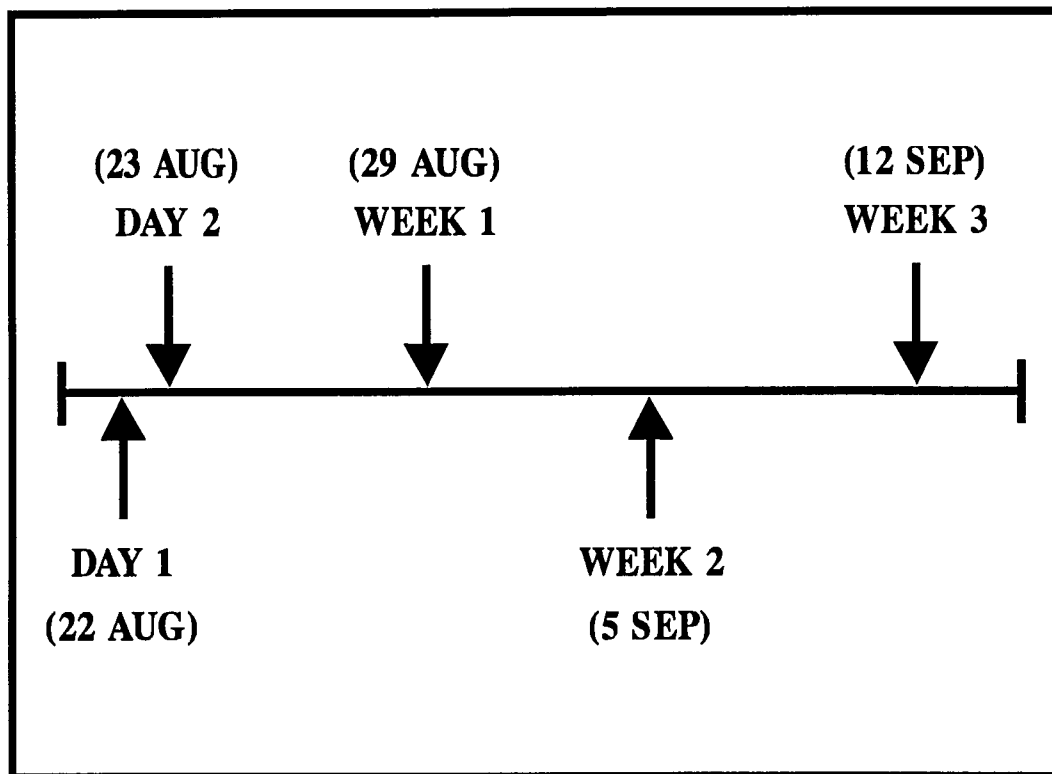 (23 AUG)
DAY 2
(29 AUG)
WEEK 1
(12 SEP)
WEEK 3
DAY 1
(22 AUG)
WEEK 2
(5 SEP)